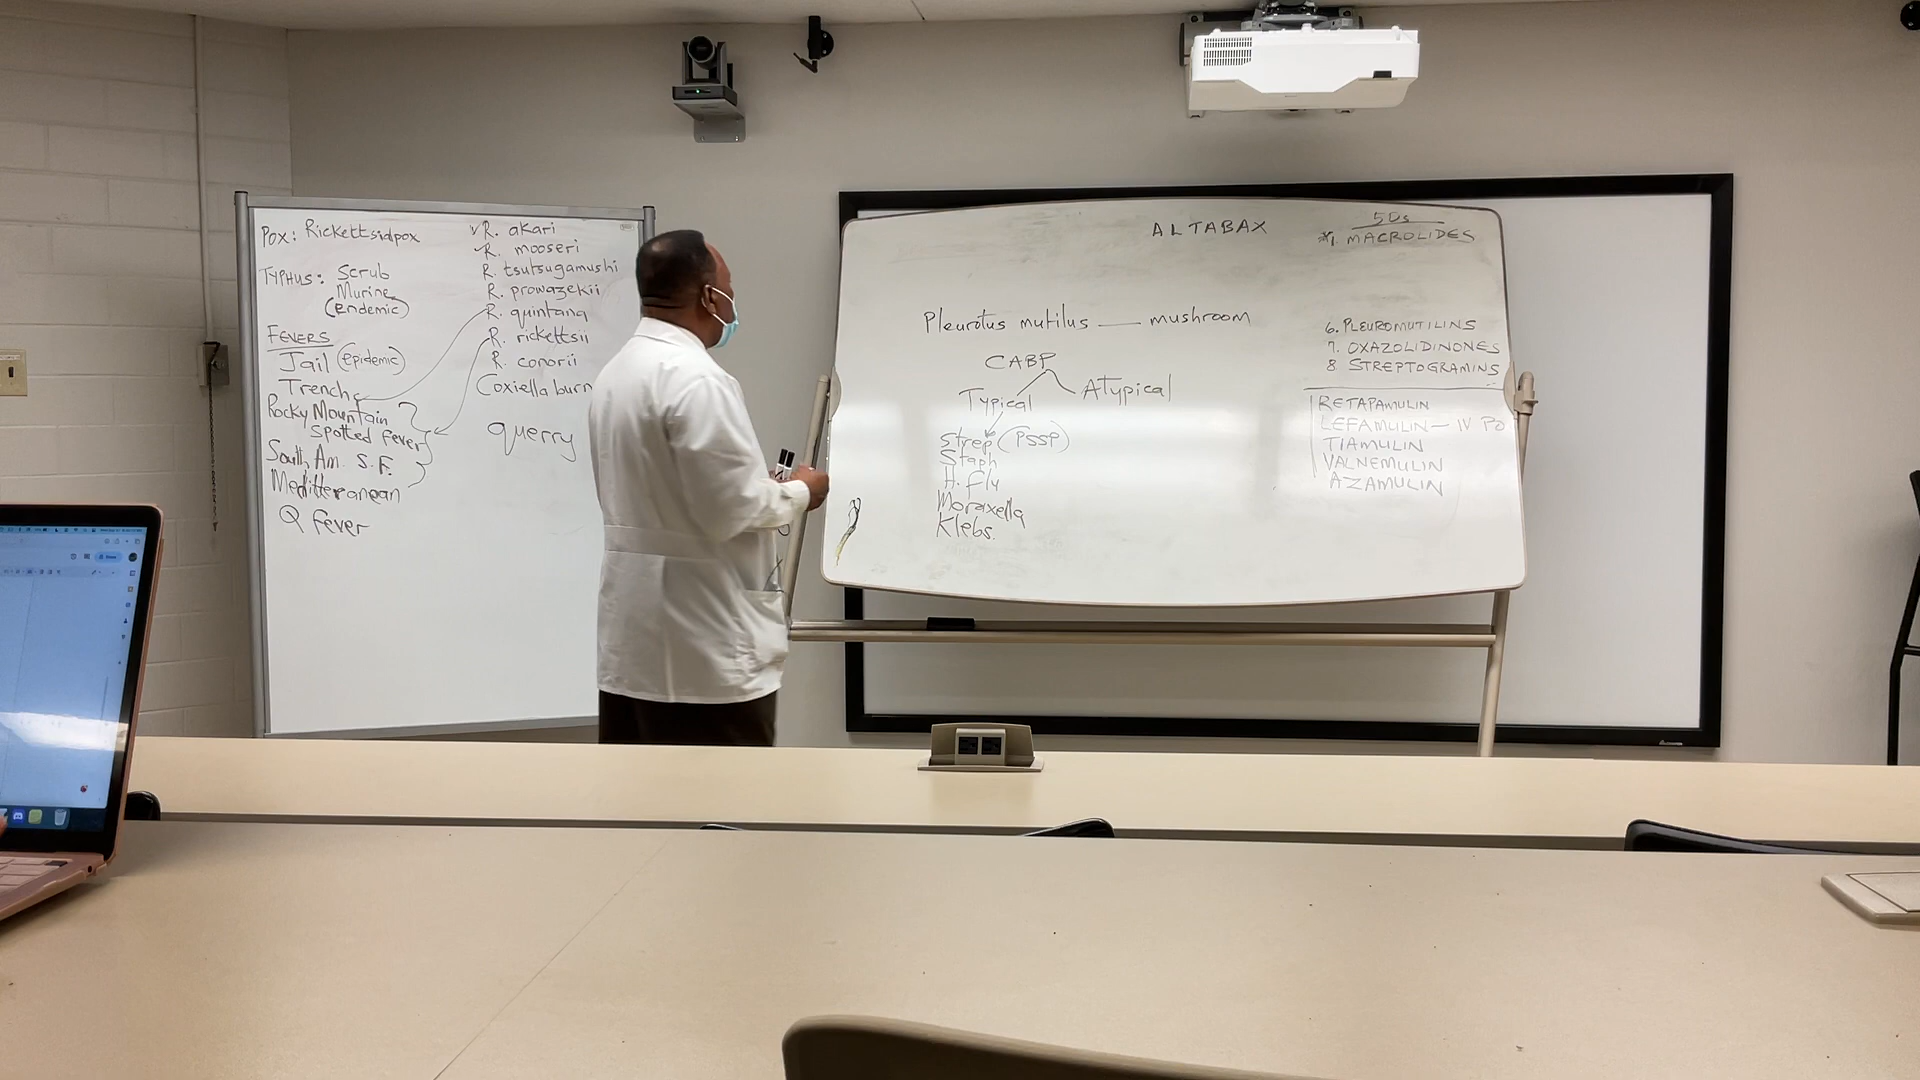 POX: Rickettsialpox
TYPHUS: Scrub
Murine
(endemic)
FEVERS
Jail (epidemic)
Trench
Rocky Mountain
Spotted Fever
South Am. S.F.
Mediterranean
Q Fever
R. akari
R. mooseri
R. tsutsugamushi
R. prowazekii
R. quintana
R. rickettsii
R. conorii
Coxiella burn
querry
ALTABAX
Pleurotus mutilus — mushroom
CABP
Typical Atypical
Strep (PSSP)
Staph
H. flu
Moraxella
Klebs.
50s
*1. MACROLIDES
6. PLEUROMUTILINS
7. OXAZOLIDINONES
8 STREPTOGRAMINS
RETAPAMULIN
LEFAMULIN — IV PO
TIAMULIN
VALNEMULIN
AZAMULIN